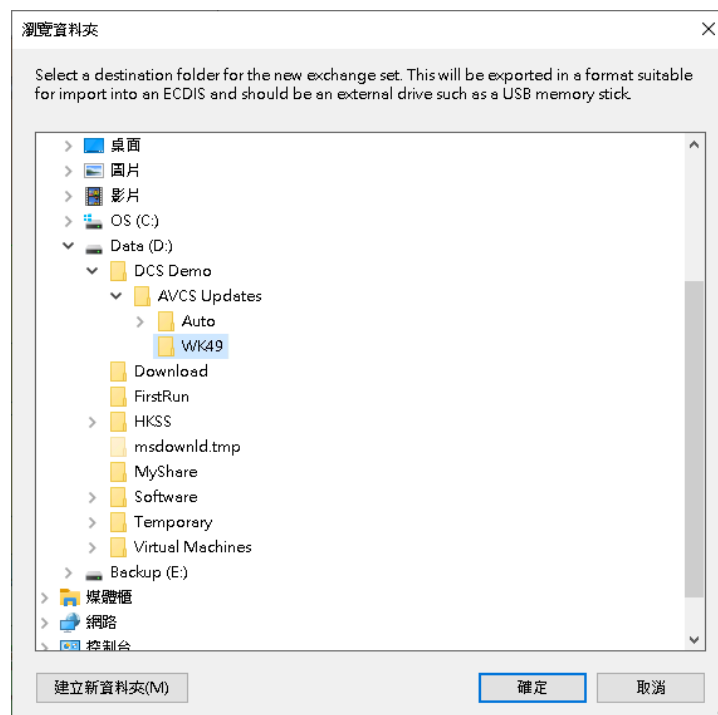 瀏覽資料夾
Select a destination folder for the new exchange set. This will be exported in a format suitable
for import into an ECDIS and should be an external drive such as a USB memory stick.
桌面
圖片
影片
OS (C:)
Data (D:)
DCS Demo
AVCS Updates
Auto
WK49
Download
FirstRun
HKSS
msdownld.tmp
MyShare
Software
Temporary
Virtual Machines
Backup (E:)
媒體櫃
網路
控制台
建立新資料夾(M)
確定
取消